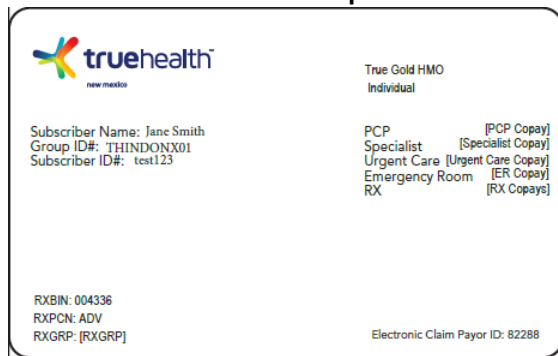 truehealth
new mexico
True Gold HMO
Individual
Subscriber Name: Jane Smith
Group ID#: THINDONX01
Subscriber ID#: test123
PCP [PCP Copay]
Specialist [Specialist Copay]
Urgent Care [Urgent Care Copay]
Emergency Room [ER Copay]
RX [RX Copays]
RXBIN: 004336
RXPCN: ADV
RXGRP: [RXGRP]
Electronic Claim Payor ID: 82288